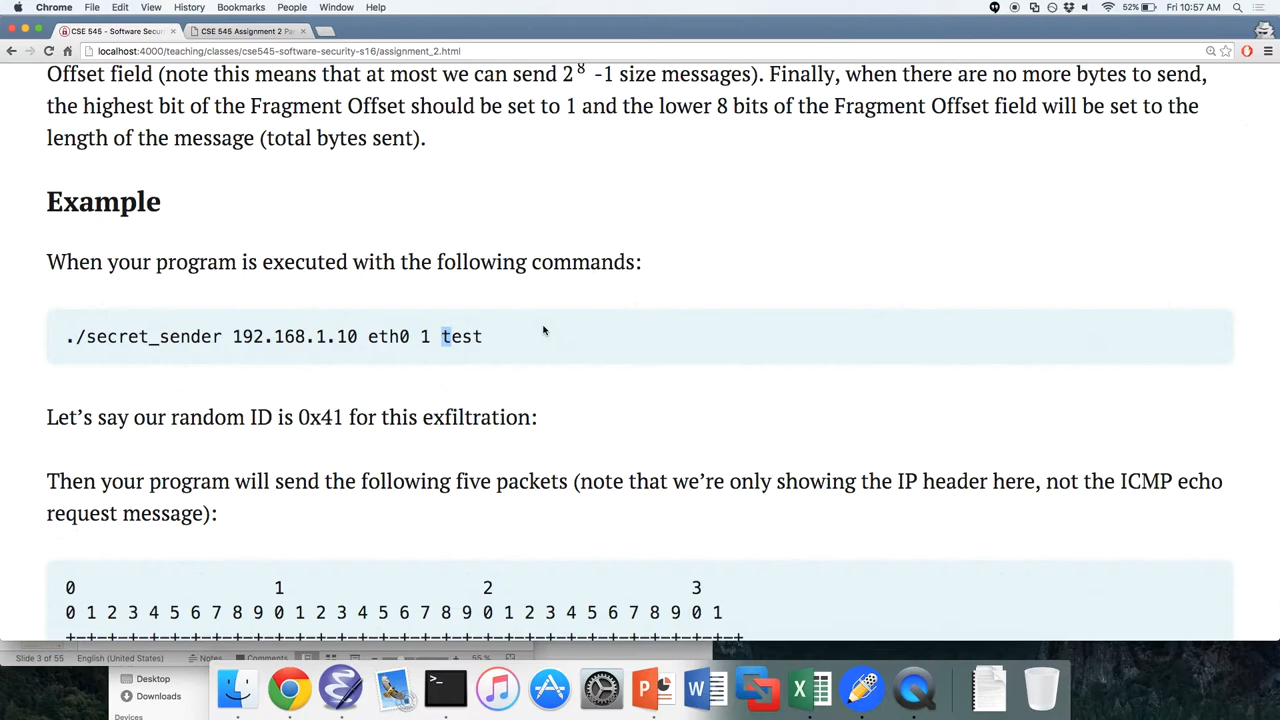 Chrome File Edit View History Bookmarks People Window Help 52% Fri 10:57 AM
CSE 545 - Software Securi × CSE 545 Assignment 2 Par ×
localhost:4000/teaching/classes/cse545-software-security-s16/assignment_2.html
Offset field (note this means that at most we can send 2^8 -1 size messages). Finally, when there are no more bytes to send,
the highest bit of the Fragment Offset should be set to 1 and the lower 8 bits of the Fragment Offset field will be set to the
length of the message (total bytes sent).
Example
When your program is executed with the following commands:
./secret_sender 192.168.1.10 eth0 1 test
Let's say our random ID is 0x41 for this exfiltration:
Then your program will send the following five packets (note that we're only showing the IP header here, not the ICMP echo
request message):
0 1 2 3
0 1 2 3 4 5 6 7 8 9 0 1 2 3 4 5 6 7 8 9 0 1 2 3 4 5 6 7 8 9 0 1
+-+-+-+-+-+-+-+-+-+-+-+-+-+-+-+-+-+-+-+-+-+-+-+-+-+-+-+-+-+-+-+-+
Slide 3 of 55 English (United States) Notes Comments 55 %
Desktop
Downloads
Devices